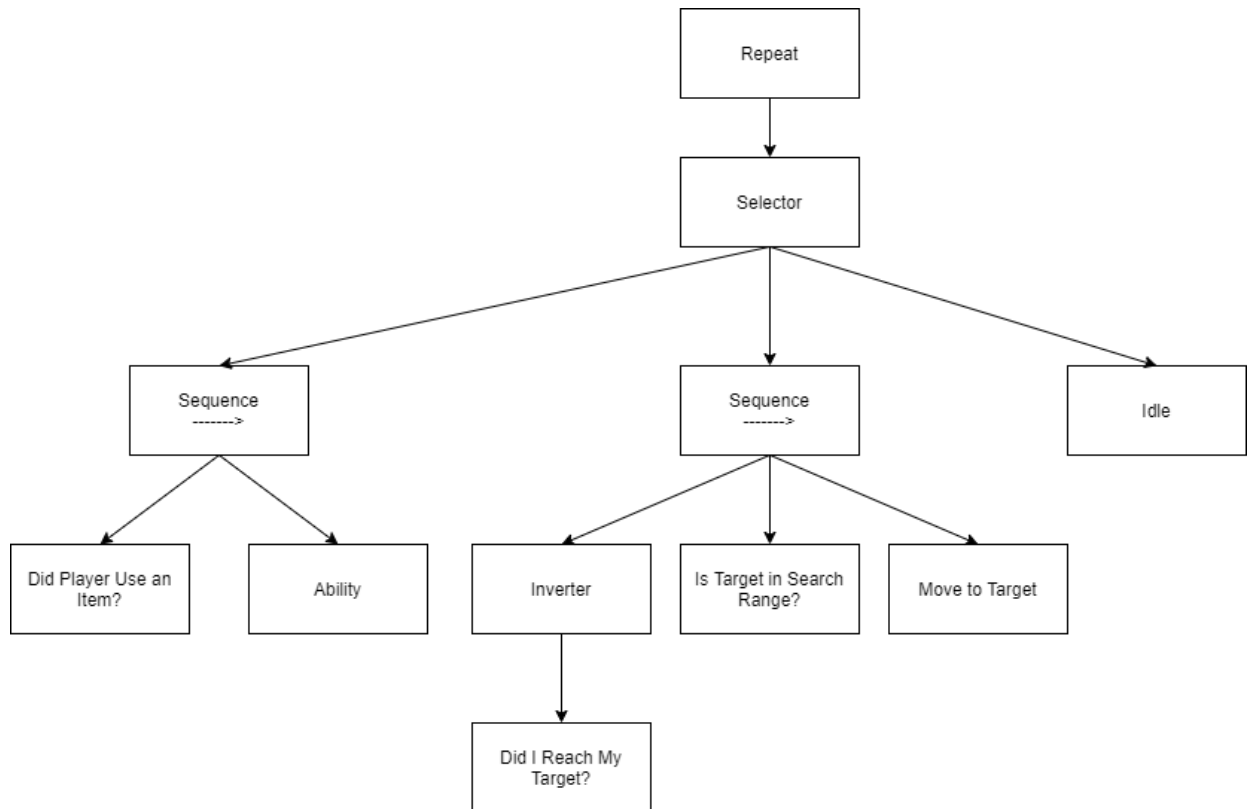 Repeat
Selector
Sequence
------->
Sequence
------->
Idle
Did Player Use an
Item?
Ability
Inverter
Is Target in Search
Range?
Move to Target
Did I Reach My
Target?